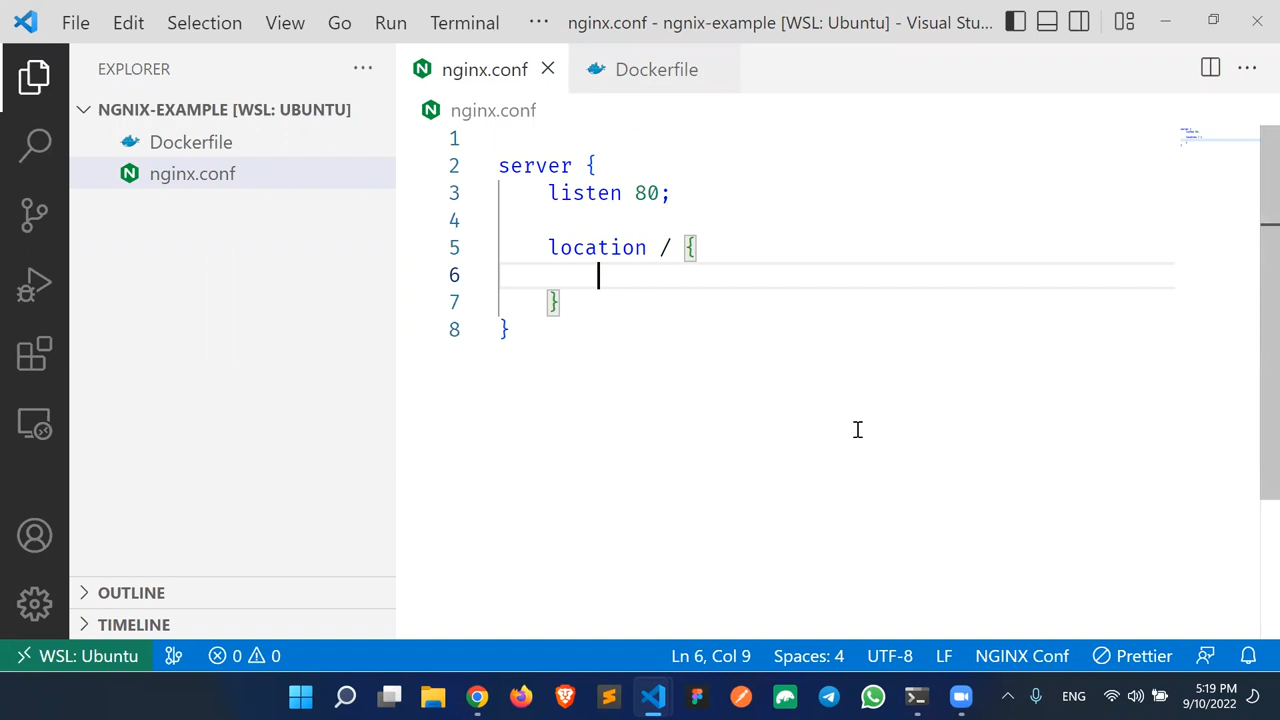 File Edit Selection View Go Run Terminal ··· nginx.conf - ngnix-example [WSL: Ubuntu] - Visual Stu...
EXPLORER ···
NGNIX-EXAMPLE [WSL: UBUNTU]
Dockerfile
nginx.conf
OUTLINE
TIMELINE
nginx.conf Dockerfile ···
nginx.conf
1
2 server {
3 listen 80;
4
5 location / {
6
7 }
8 }
WSL: Ubuntu 0 0 Ln 6, Col 9 Spaces: 4 UTF-8 LF NGINX Conf Prettier
ENG 5:19 PM
9/10/2022